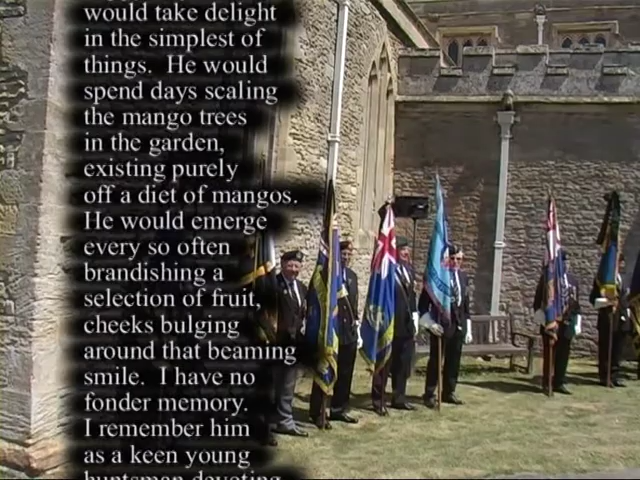 would take delight
in the simplest of
things. He would
spend days scaling
the mango trees
in the garden,
existing purely
off a diet of mangos.
He would emerge
every so often
brandishing a
selection of fruit,
cheeks bulging
around that beaming
smile. I have no
fonder memory.
I remember him
as a keen young
huntsman devoting